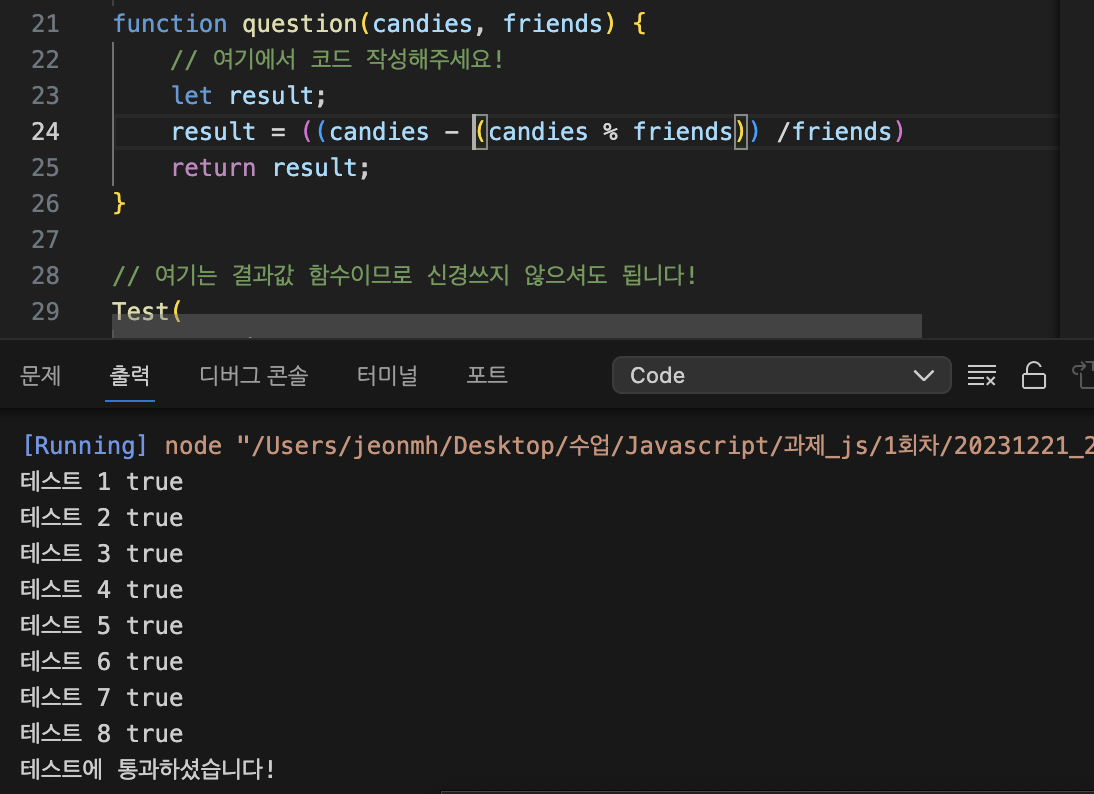 21 function question(candies, friends) {
22 // 여기에서 코드 작성해주세요!
23 let result;
24 result = ((candies - (candies % friends)) /friends)
25 return result;
26 }
27
28 // 여기는 결과값 함수이므로 신경쓰지 않으셔도 됩니다!
29 Test(
문제 출력 디버그 콘솔 터미널 포트 Code
[Running] node "/Users/jeonmh/Desktop/수업/Javascript/과제_js/1회차/20231221_2
테스트 1 true
테스트 2 true
테스트 3 true
테스트 4 true
테스트 5 true
테스트 6 true
테스트 7 true
테스트 8 true
테스트에 통과하셨습니다!